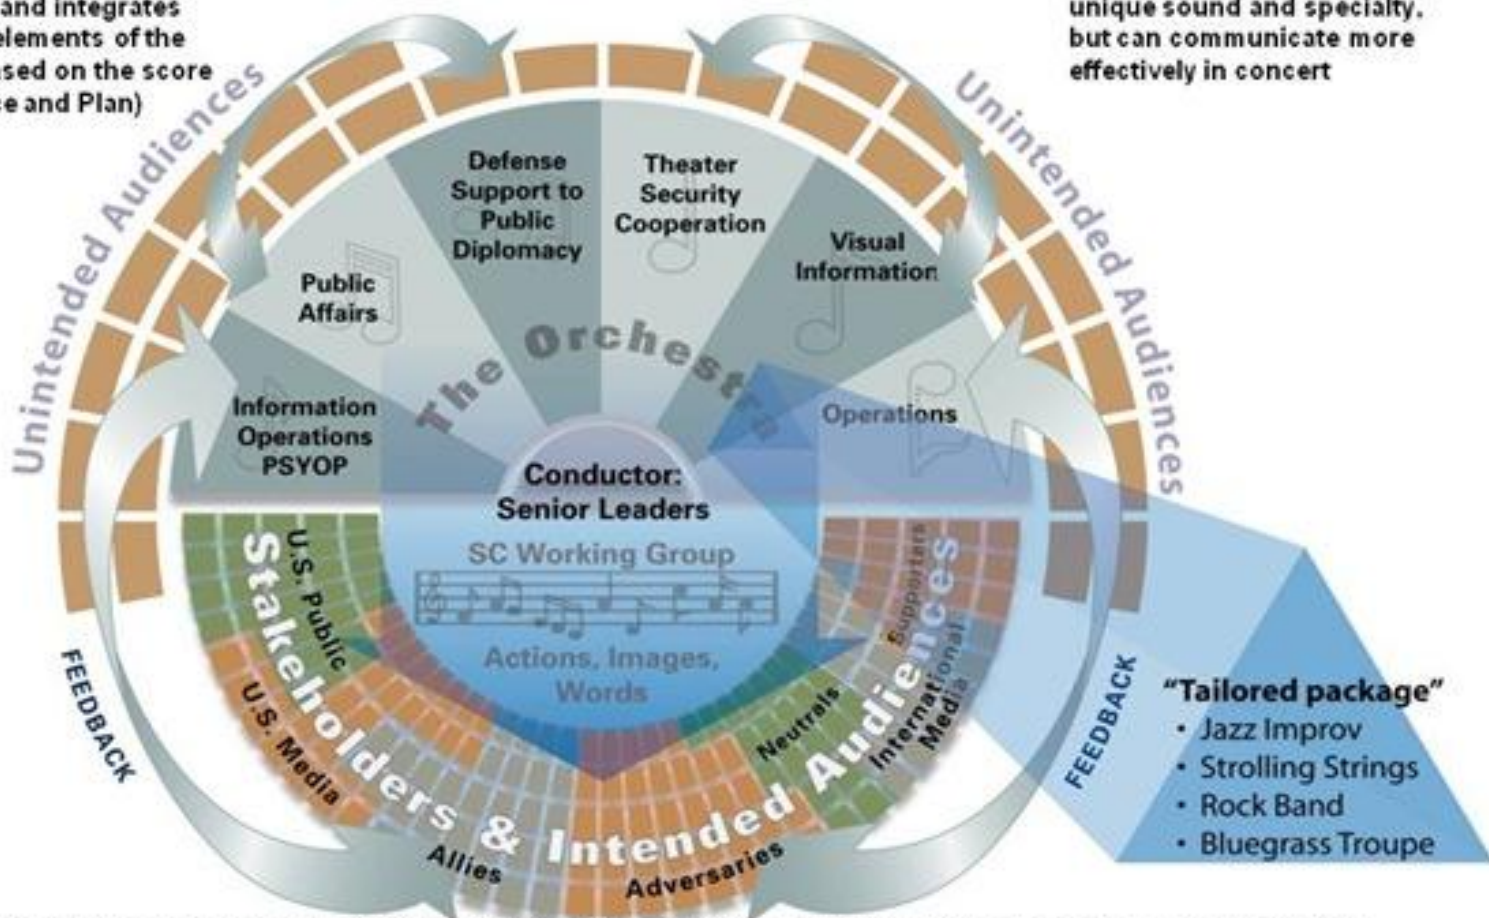 and integrates
elements of the
sed on the score
ce and Plan)
unique sound and specialty,
but can communicate more
effectively in concert
Unintended Audiences
Unintended Audiences
Defense
Support to
Public
Diplomacy
Theater
Security
Cooperation
Visual
Information
Public
Affairs
The Orchestra
Information
Operations
PSYOP
Operations
Conductor:
Senior Leaders
SC Working Group
Actions, Images,
Words
Stakeholders & Intended Audiences
U.S. Public
U.S. Media
Allies
Adversaries
Neutrals
International
Media
Supporters
FEEDBACK
FEEDBACK
“Tailored package”
• Jazz Improv
• Strolling Strings
• Rock Band
• Bluegrass Troupe